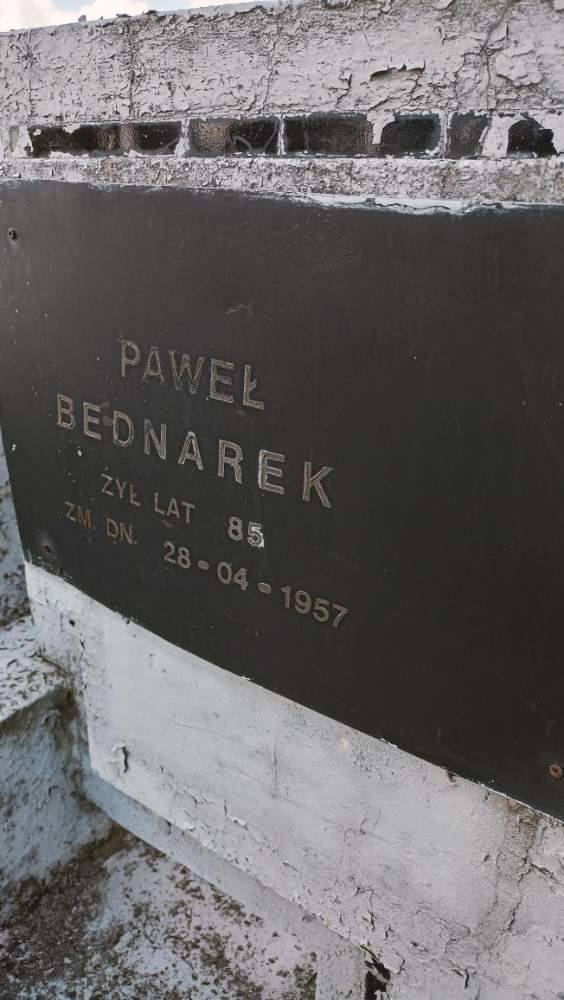 PAWEŁ
BEDNAREK
ŻYŁ LAT 85
ZM. DN. 28-04-1957